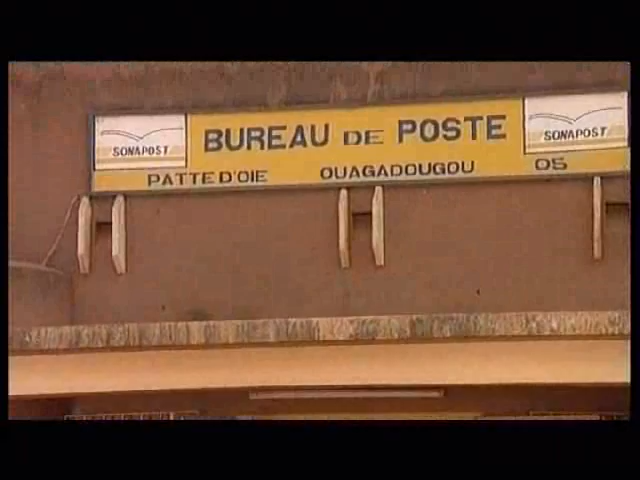 SONAPOST
BUREAU DE POSTE
SONAPOST
PATTE D'OIE OUAGADOUGOU 05